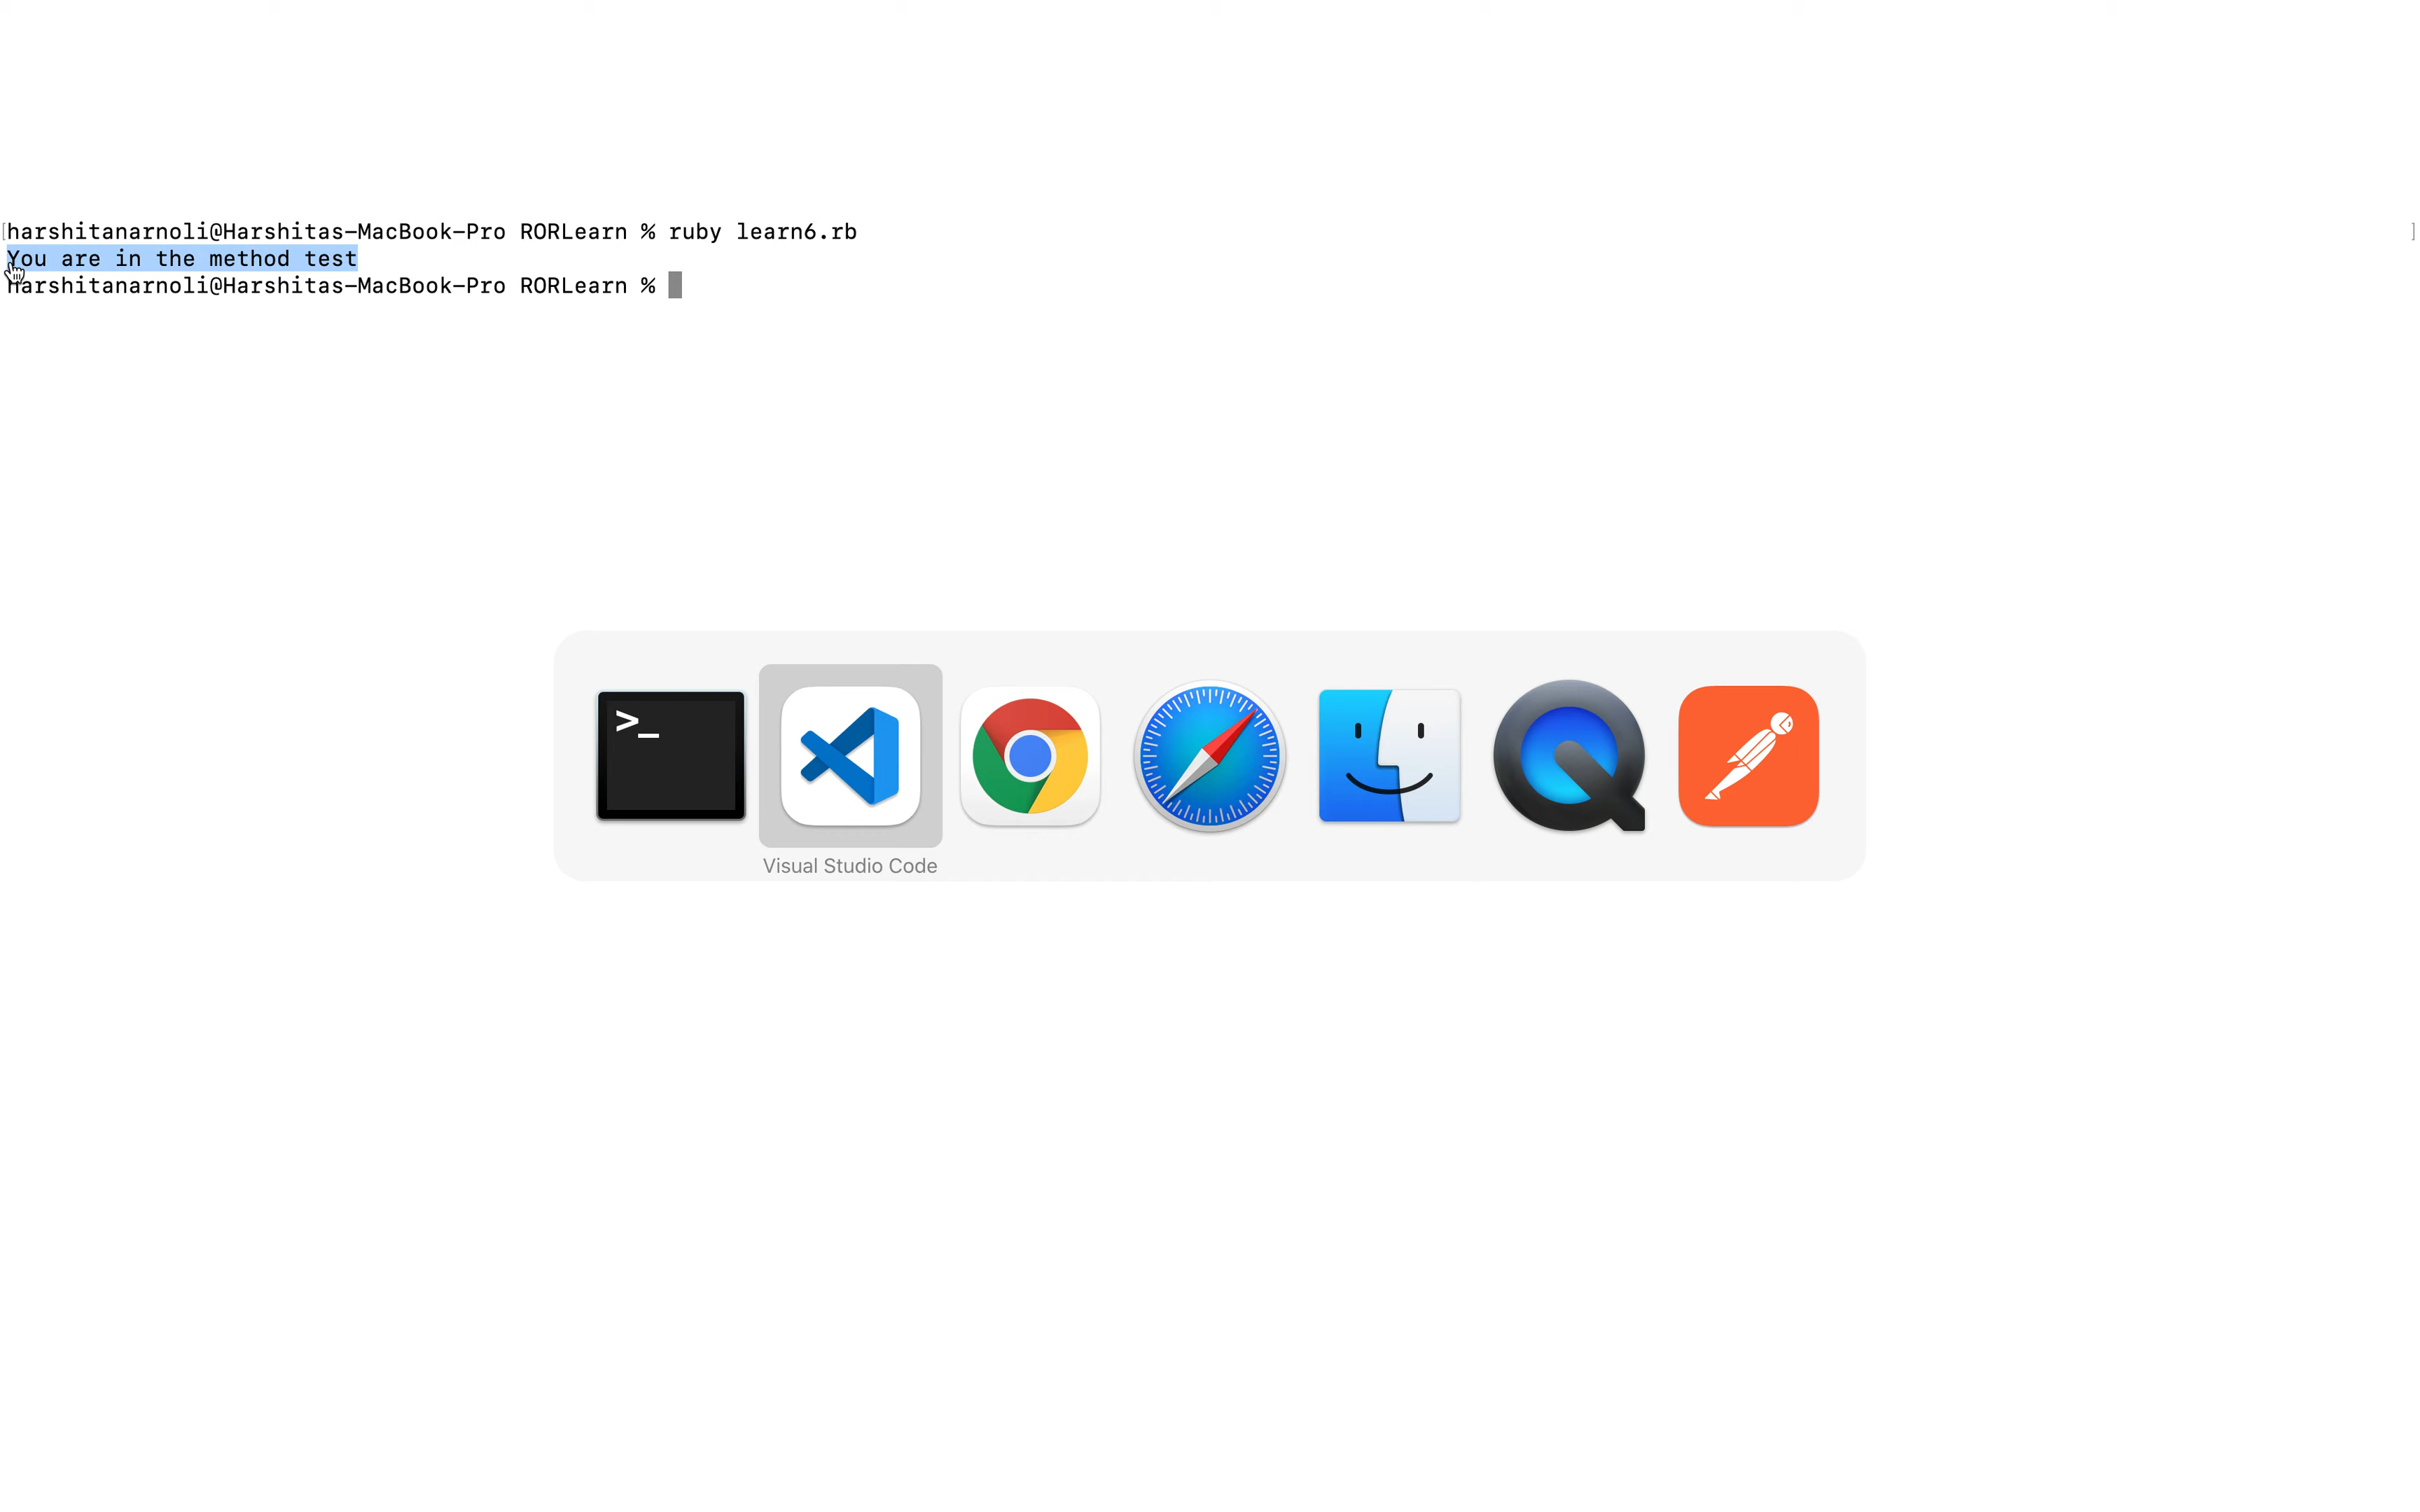 [harshitanarnoli@Harshitas-MacBook-Pro RORLearn % ruby learn6.rb ]
You are in the method test
harshitanarnoli@Harshitas-MacBook-Pro RORLearn %
>_
Visual Studio Code